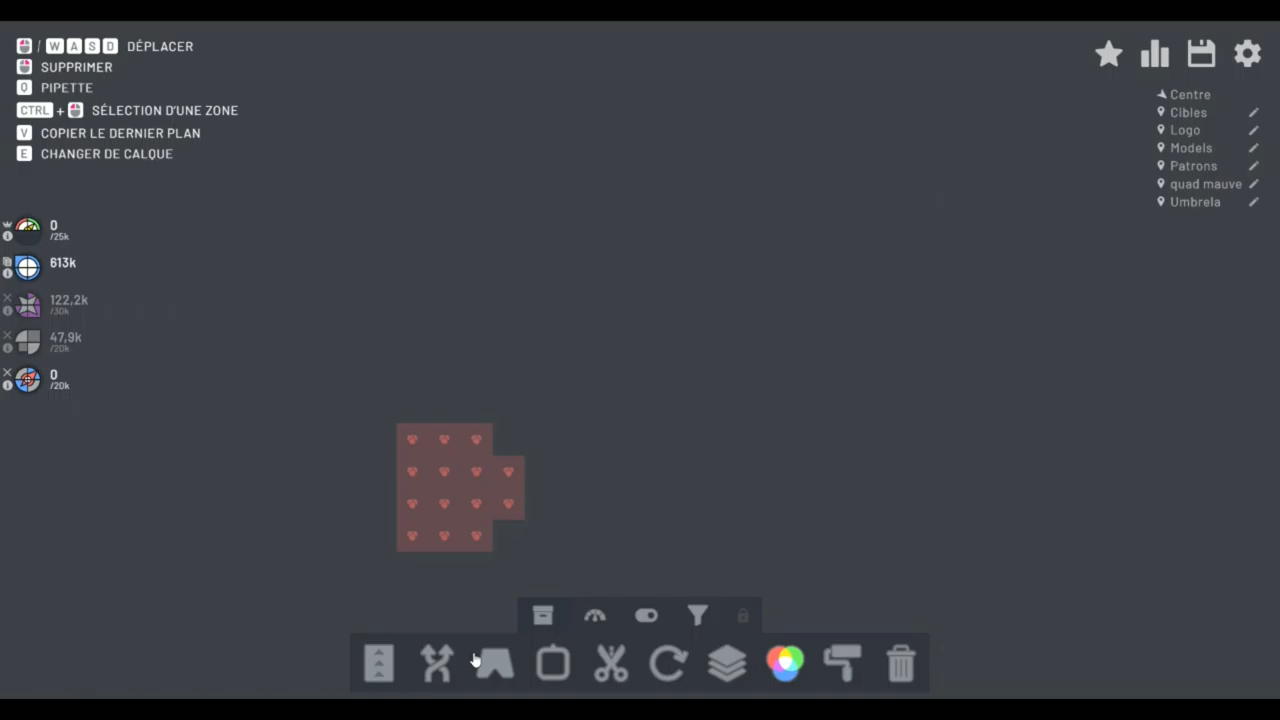 / W A S D DÉPLACER
SUPPRIMER
Q PIPETTE
CTRL + SÉLECTION D'UNE ZONE
V COPIER LE DERNIER PLAN
E CHANGER DE CALQUE
Centre
Cibles
Logo
Models
Patrons
quad mauve
Umbrela
0
/25k
613k
122,2k
/30k
47,9k
/20k
0
/20k